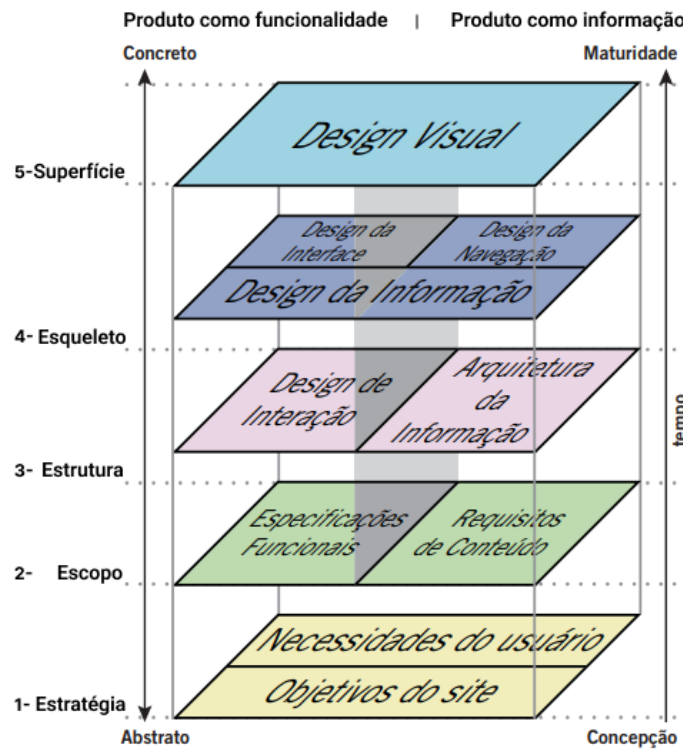 Produto como funcionalidade | Produto como informação
Concreto
Maturidade
Design Visual
5-Superfície
Design da
Interface
Design da
Navegação
Design da Informação
4- Esqueleto
Design de
Interação
Arquitetura
da
Informação
tempo
3- Estrutura
Especificações
Funcionais
Requisitos
de Conteúdo
2- Escopo
Necessidades do usuário
Objetivos do site
1- Estratégia
Abstrato
Concepção